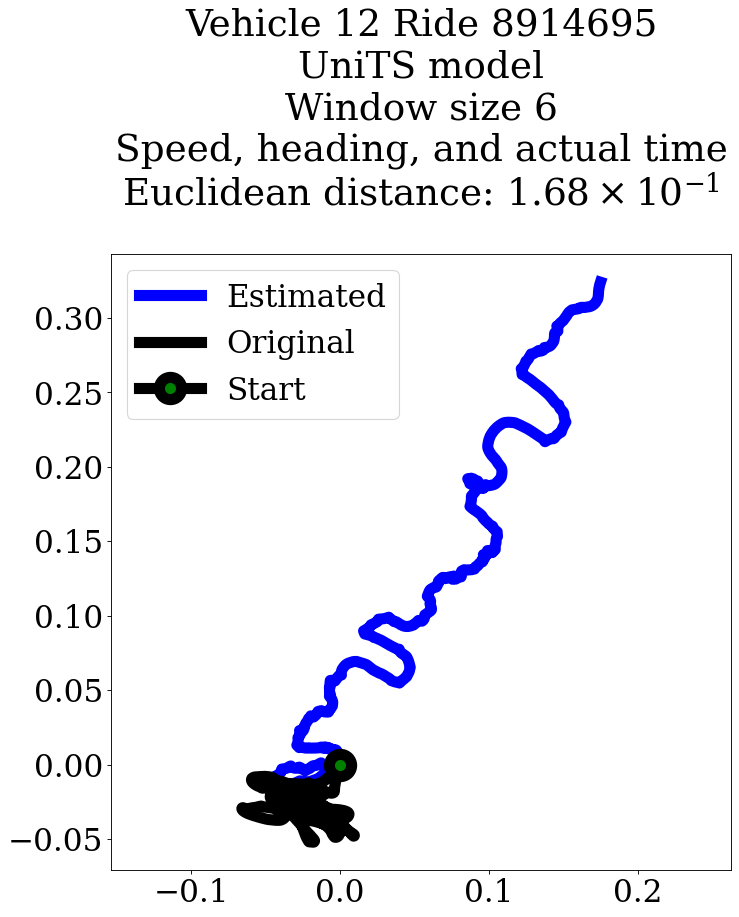 Vehicle 12 Ride 8914695
UniTS model
Window size 6
Speed, heading, and actual time
Euclidean distance: $1.68 \times 10^{-1}$
Estimated
Original
Start
0.30
0.25
0.20
0.15
0.10
0.05
0.00
−0.05
−0.1 0.0 0.1 0.2